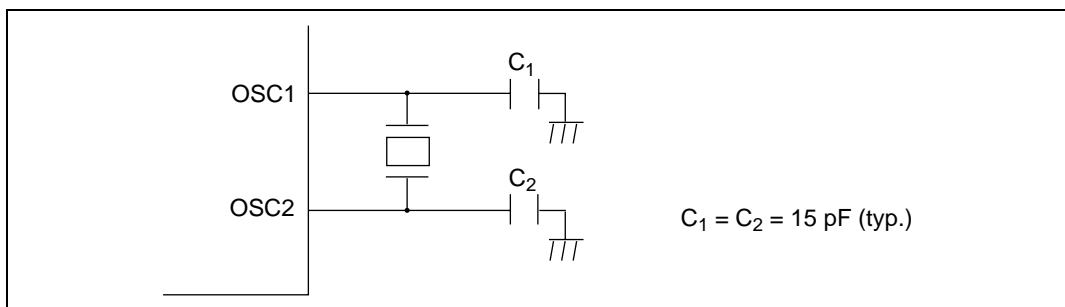 C₁
OSC1
C₂
OSC2
C₁ = C₂ = 15 pF (typ.)